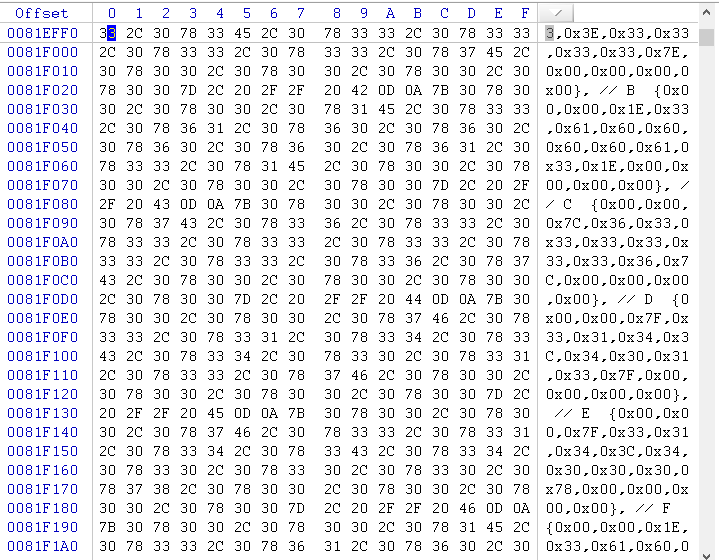 Offset 0 1 2 3 4 5 6 7 8 9 A B C D E F
0081EFF0 33 2C 30 78 33 45 2C 30 78 33 33 2C 30 78 33 33 3,0x3E,0x33,0x33
0081F000 2C 30 78 33 33 2C 30 78 33 33 2C 30 78 37 45 2C ,0x33,0x33,0x7E,
0081F010 30 78 30 30 2C 30 78 30 30 2C 30 78 30 30 2C 30 0x00,0x00,0x00,0
0081F020 78 30 30 7D 2C 20 2F 2F 20 42 0D 0A 7B 30 78 30 x00}, // B  {0x0
0081F030 30 2C 30 78 30 30 2C 30 78 31 45 2C 30 78 33 33 0,0x00,0x1E,0x33
0081F040 2C 30 78 36 31 2C 30 78 36 30 2C 30 78 36 30 2C ,0x61,0x60,0x60,
0081F050 30 78 36 30 2C 30 78 36 30 2C 30 78 36 31 2C 30 0x60,0x60,0x61,0
0081F060 78 33 33 2C 30 78 31 45 2C 30 78 30 30 2C 30 78 x33,0x1E,0x00,0x
0081F070 30 30 2C 30 78 30 30 2C 30 78 30 30 7D 2C 20 2F 00,0x00,0x00}, /
0081F080 2F 20 43 0D 0A 7B 30 78 30 30 2C 30 78 30 30 2C / C  {0x00,0x00,
0081F090 30 78 37 43 2C 30 78 33 36 2C 30 78 33 33 2C 30 0x7C,0x36,0x33,0
0081F0A0 78 33 33 2C 30 78 33 33 2C 30 78 33 33 2C 30 78 x33,0x33,0x33,0x
0081F0B0 33 33 2C 30 78 33 33 2C 30 78 33 36 2C 30 78 37 33,0x33,0x36,0x7
0081F0C0 43 2C 30 78 30 30 2C 30 78 30 30 2C 30 78 30 30 C,0x00,0x00,0x00
0081F0D0 2C 30 78 30 30 7D 2C 20 2F 2F 20 44 0D 0A 7B 30 ,0x00}, // D  {0
0081F0E0 78 30 30 2C 30 78 30 30 2C 30 78 37 46 2C 30 78 x00,0x00,0x7F,0x
0081F0F0 33 33 2C 30 78 33 31 2C 30 78 33 34 2C 30 78 33 33,0x31,0x34,0x3
0081F100 43 2C 30 78 33 34 2C 30 78 33 30 2C 30 78 33 31 C,0x34,0x30,0x31
0081F110 2C 30 78 33 33 2C 30 78 37 46 2C 30 78 30 30 2C ,0x33,0x7F,0x00,
0081F120 30 78 30 30 2C 30 78 30 30 2C 30 78 30 30 7D 2C 0x00,0x00,0x00},
0081F130 20 2F 2F 20 45 0D 0A 7B 30 78 30 30 2C 30 78 30 // E  {0x00,0x0
0081F140 30 2C 30 78 37 46 2C 30 78 33 33 2C 30 78 33 31 0,0x7F,0x33,0x31
0081F150 2C 30 78 33 34 2C 30 78 33 43 2C 30 78 33 34 2C ,0x34,0x3C,0x34,
0081F160 30 78 33 30 2C 30 78 33 30 2C 30 78 33 30 2C 30 0x30,0x30,0x30,0
0081F170 78 37 38 2C 30 78 30 30 2C 30 78 30 30 2C 30 78 x78,0x00,0x00,0x
0081F180 30 30 2C 30 78 30 30 7D 2C 20 2F 2F 20 46 0D 0A 00,0x00}, // F
0081F190 7B 30 78 30 30 2C 30 78 30 30 2C 30 78 31 45 2C {0x00,0x00,0x1E,
0081F1A0 30 78 33 33 2C 30 78 36 31 2C 30 78 36 30 2C 30 0x33,0x61,0x60,0